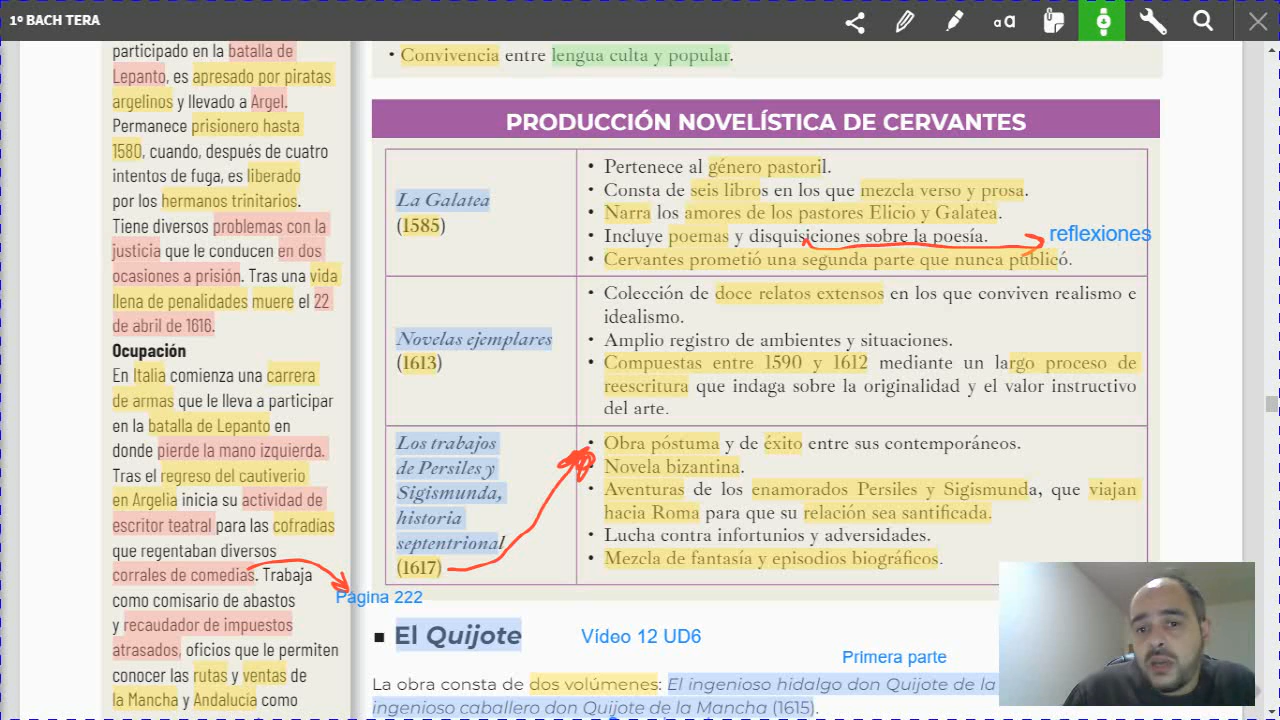 1º BACH TERA
aA
participado en la batalla de
Lepanto, es apresado por piratas
argelinos y llevado a Argel.
Permanece prisionero hasta
1580, cuando, después de cuatro
intentos de fuga, es liberado
por los hermanos trinitarios.
Tiene diversos problemas con la
justicia que le conducen en dos
ocasiones a prisión. Tras una vida
llena de penalidades muere el 22
de abril de 1616.
Ocupación
En Italia comienza una carrera
de armas que le lleva a participar
en la batalla de Lepanto en
donde pierde la mano izquierda.
Tras el regreso del cautiverio
en Argelia inicia su actividad de
escritor teatral para las cofradías
que regentaban diversos
corrales de comedias. Trabaja
como comisario de abastos
y recaudador de impuestos
atrasados, oficios que le permiten
conocer las rutas y ventas de
la Mancha y Andalucía como
Página 222
• Convivencia entre lengua culta y popular.
PRODUCCIÓN NOVELÍSTICA DE CERVANTES
La Galatea
(1585)
• Pertenece al género pastoril.
• Consta de seis libros en los que mezcla verso y prosa.
• Narra los amores de los pastores Elicio y Galatea.
• Incluye poemas y disquisiciones sobre la poesía.
reflexiones
• Cervantes prometió una segunda parte que nunca publicó.
Novelas ejemplares
(1613)
• Colección de doce relatos extensos en los que conviven realismo e
idealismo.
• Amplio registro de ambientes y situaciones.
• Compuestas entre 1590 y 1612 mediante un largo proceso de
reescritura que indaga sobre la originalidad y el valor instructivo
del arte.
Los trabajos
de Persiles y
Sigismunda,
historia
septentrional
(1617)
• Obra póstuma y de éxito entre sus contemporáneos.
• Novela bizantina.
• Aventuras de los enamorados Persiles y Sigismunda, que viajan
hacia Roma para que su relación sea santificada.
• Lucha contra infortunios y adversidades.
• Mezcla de fantasía y episodios biográficos.
■ El Quijote
Vídeo 12 UD6
Primera parte
La obra consta de dos volúmenes: El ingenioso hidalgo don Quijote de la
ingenioso caballero don Quijote de la Mancha (1615).